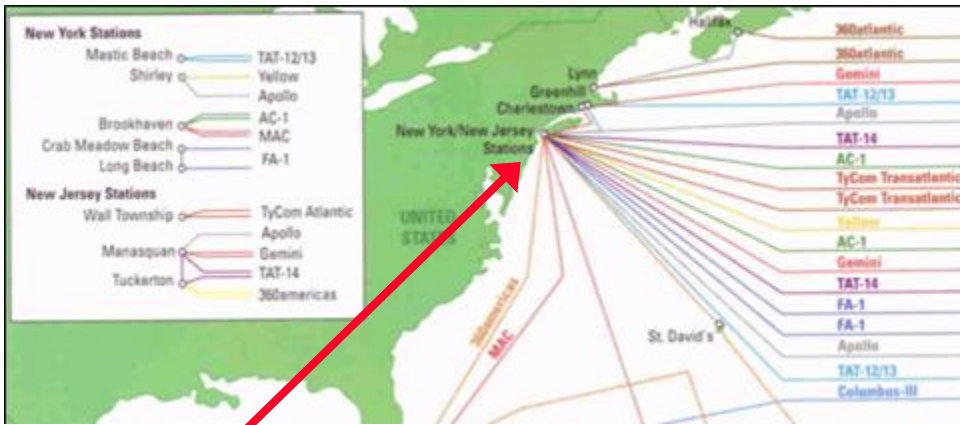 New York Stations
Mastic Beach
TAT-12/13
Shirley
Yellow
Apollo
Brookhaven
AC-1
MAC
Crab Meadow Beach
FA-1
Long Beach
New Jersey Stations
Wall Township
TyCom Atlantic
Apollo
Manasquan
Gemini
TAT-14
Tuckerton
360americas
Halifax
Lynn
Greenhill
Charlestown
New York/New Jersey
Stations
UNITED
STATES
360americas
MAC
St. David's
360atlantic
360atlantic
Gemini
TAT-12/13
Apollo
TAT-14
AC-1
TyCom Transatlantic
TyCom Transatlantic
Yellow
AC-1
Gemini
TAT-14
FA-1
FA-1
Apollo
TAT-12/13
Columbus-III